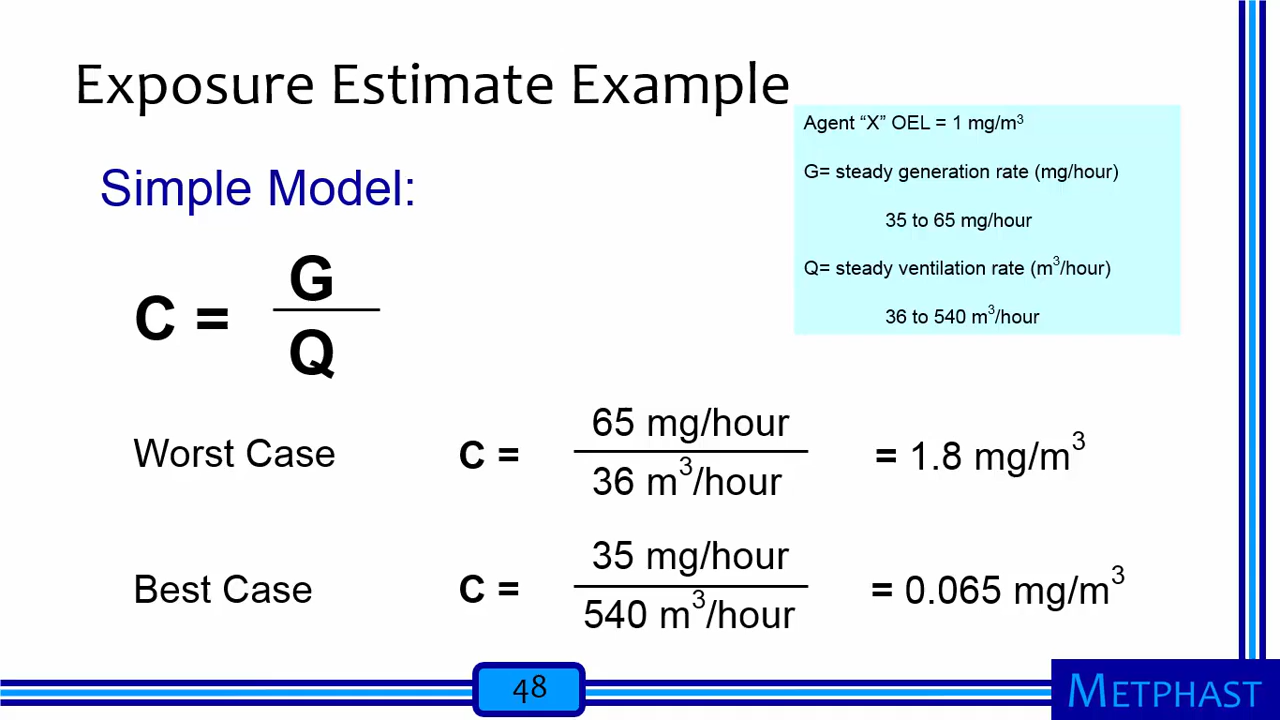 Exposure Estimate Example
Agent “X” OEL = 1 mg/m³
G= steady generation rate (mg/hour)
35 to 65 mg/hour
Q= steady ventilation rate (m³/hour)
36 to 540 m³/hour
Simple Model:
C = G
Q
Worst Case C = 65 mg/hour = 1.8 mg/m³
36 m³/hour
Best Case C = 35 mg/hour = 0.065 mg/m³
540 m³/hour
48
METPHAST